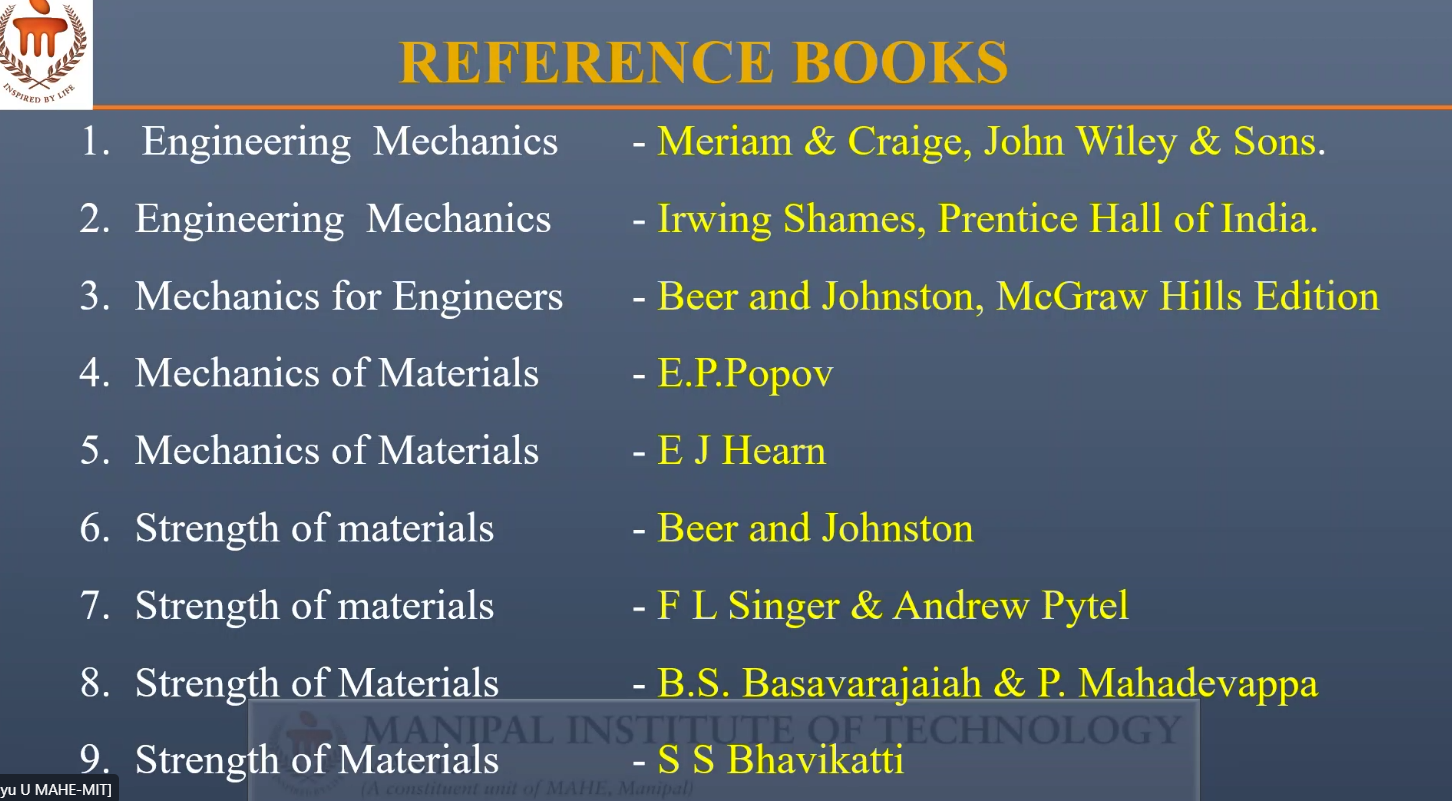 INSPIRED BY LIFE
REFERENCE BOOKS
1. Engineering Mechanics - Meriam & Craige, John Wiley & Sons.
2. Engineering Mechanics - Irwing Shames, Prentice Hall of India.
3. Mechanics for Engineers - Beer and Johnston, McGraw Hills Edition
4. Mechanics of Materials - E.P.Popov
5. Mechanics of Materials - E J Hearn
6. Strength of materials - Beer and Johnston
7. Strength of materials - F L Singer & Andrew Pytel
8. Strength of Materials - B.S. Basavarajaiah & P. Mahadevappa
MANIPAL INSTITUTE OF TECHNOLOGY
9. Strength of Materials - S S Bhavikatti
(A constituent unit of MAHE, Manipal)
yu U MAHE-MIT]